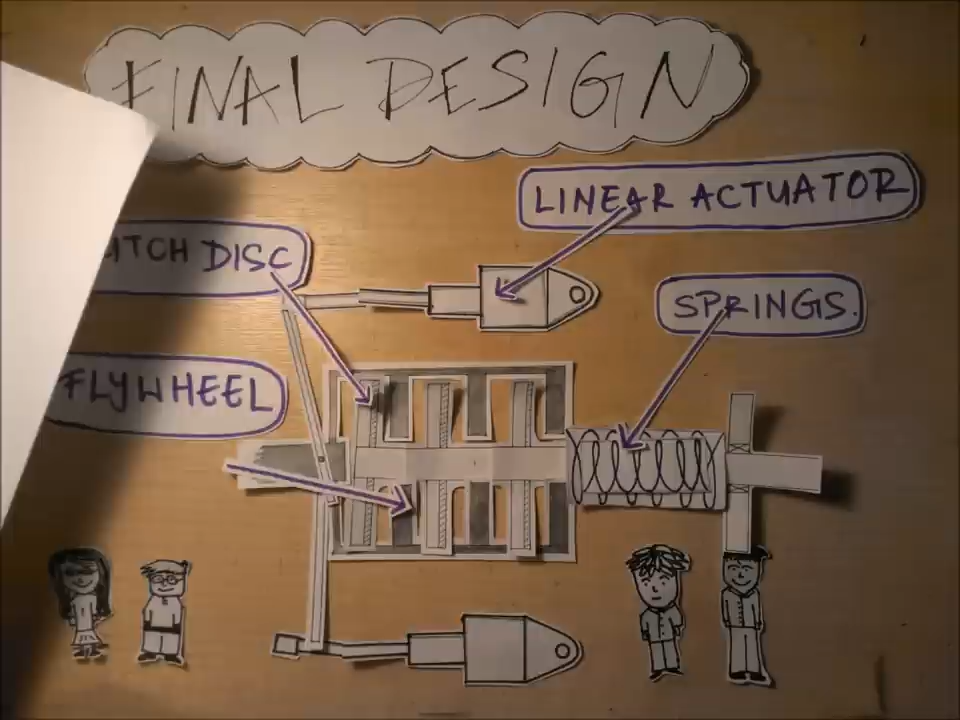 FINAL DESIGN
LINEAR ACTUATOR
DISC
SPRINGS.
FLYWHEEL